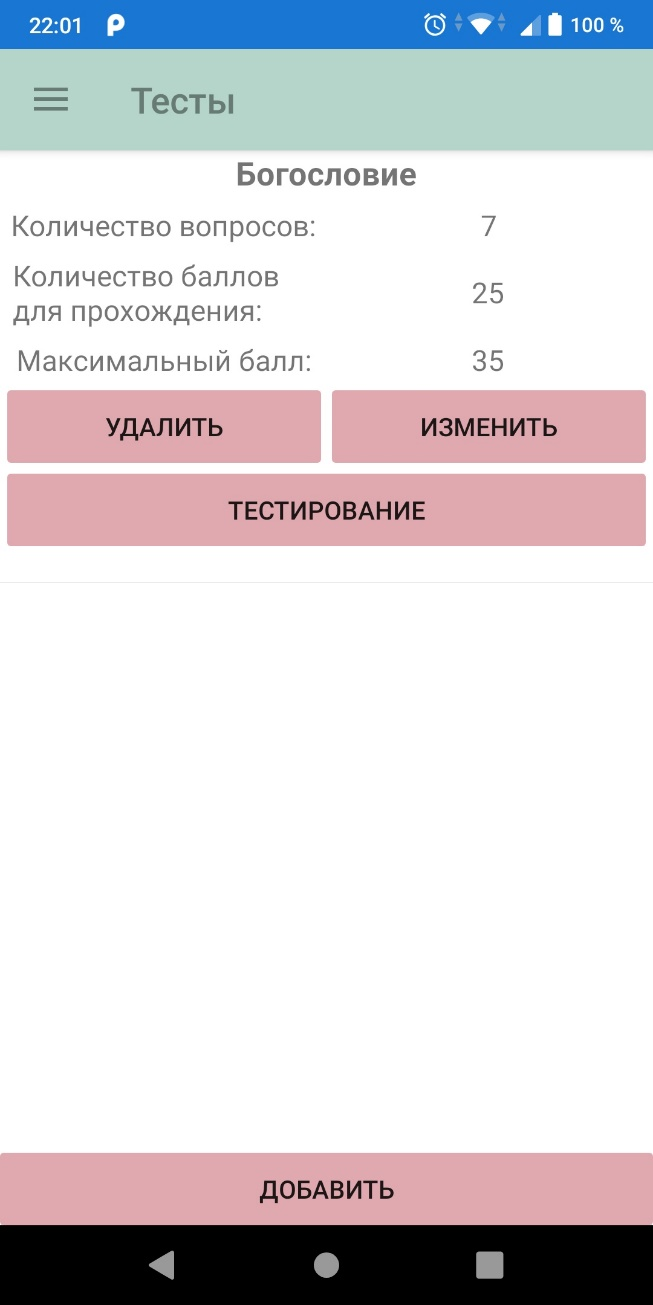 22:01 100 %
Тесты
Богословие
Количество вопросов: 7
Количество баллов
для прохождения: 25
Максимальный балл: 35
УДАЛИТЬ ИЗМЕНИТЬ
ТЕСТИРОВАНИЕ
ДОБАВИТЬ